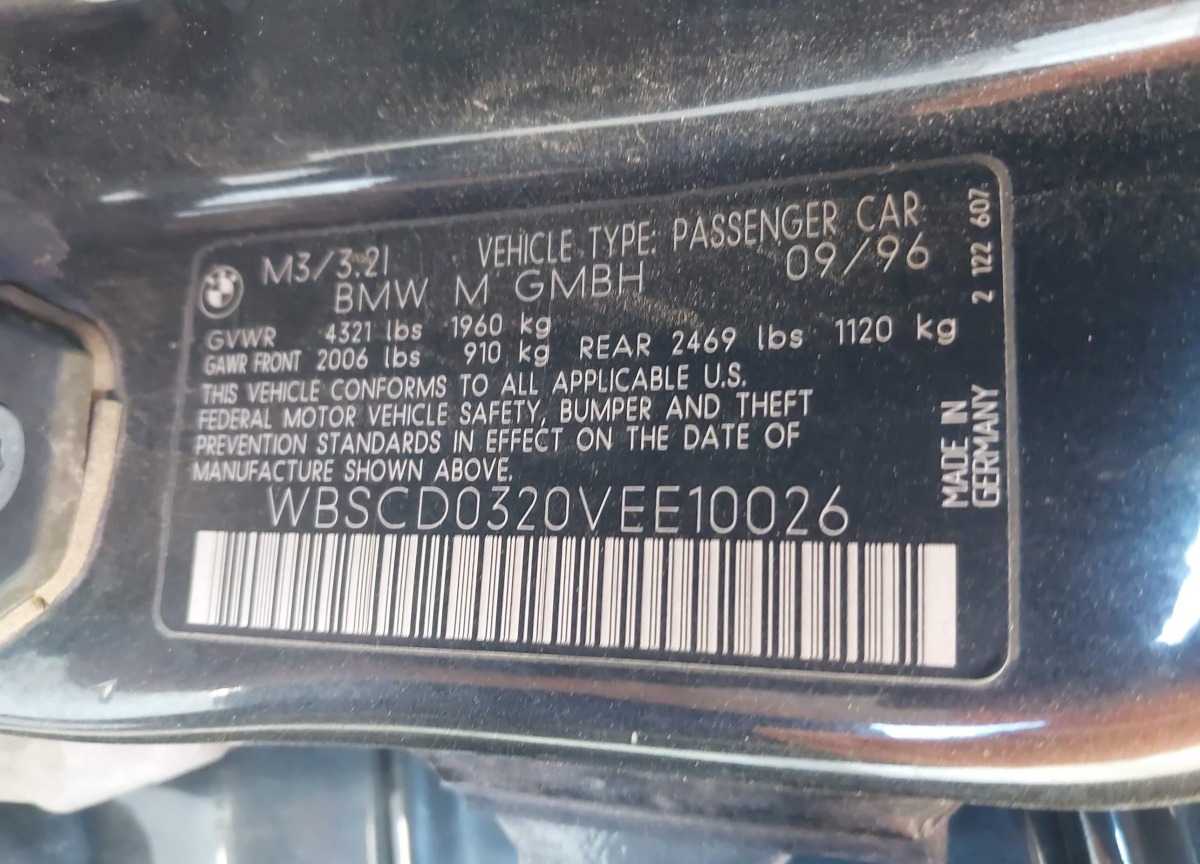 M3/3.2l VEHICLE TYPE: PASSENGER CAR
BMW M GMBH 09/96
GVWR 4321 lbs 1960 kg
GAWR FRONT 2006 lbs 910 kg REAR 2469 lbs 1120 kg
THIS VEHICLE CONFORMS TO ALL APPLICABLE U.S.
FEDERAL MOTOR VEHICLE SAFETY, BUMPER AND THEFT
PREVENTION STANDARDS IN EFFECT ON THE DATE OF
MANUFACTURE SHOWN ABOVE.
WBSCD0320VEE10026
2 122 607
MADE IN
GERMANY